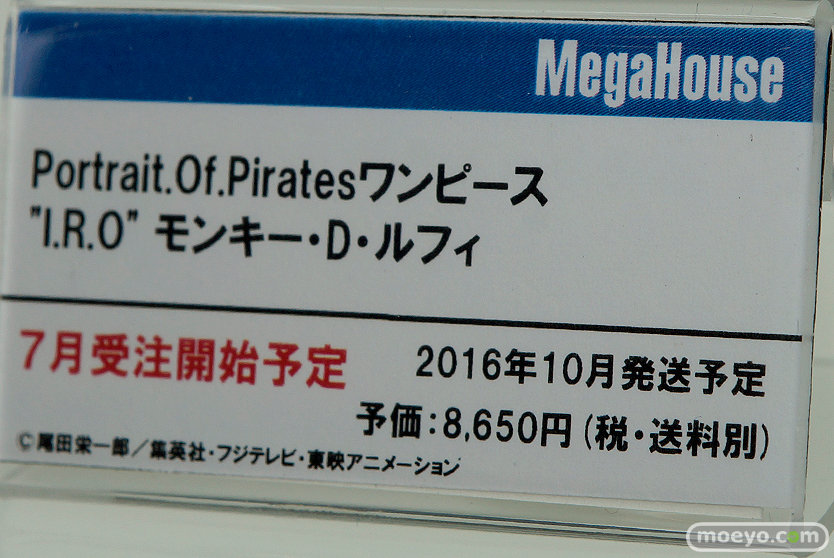 MegaHouse
Portrait.Of.Piratesワンピース
"I.R.O" モンキー・D・ルフィ
7月受注開始予定
2016年10月発送予定
予価:8,650円(税・送料別)
©尾田栄一郎/集英社・フジテレビ・東映アニメーション
moeyo.com